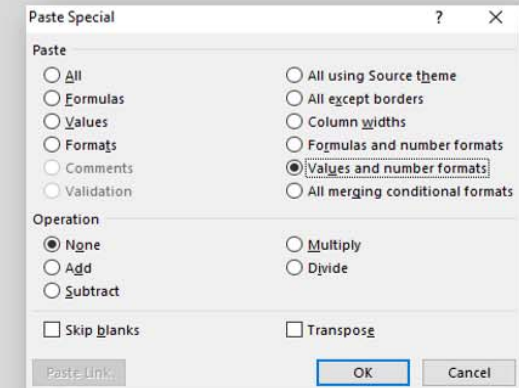 Paste Special ?
Paste
All
Formulas
Values
Formats
Comments
Validation
All using Source theme
All except borders
Column widths
Formulas and number formats
Values and number formats
All merging conditional formats
Operation
None
Add
Subtract
Multiply
Divide
Skip blanks
Transpose
Paste Link
OK
Cancel